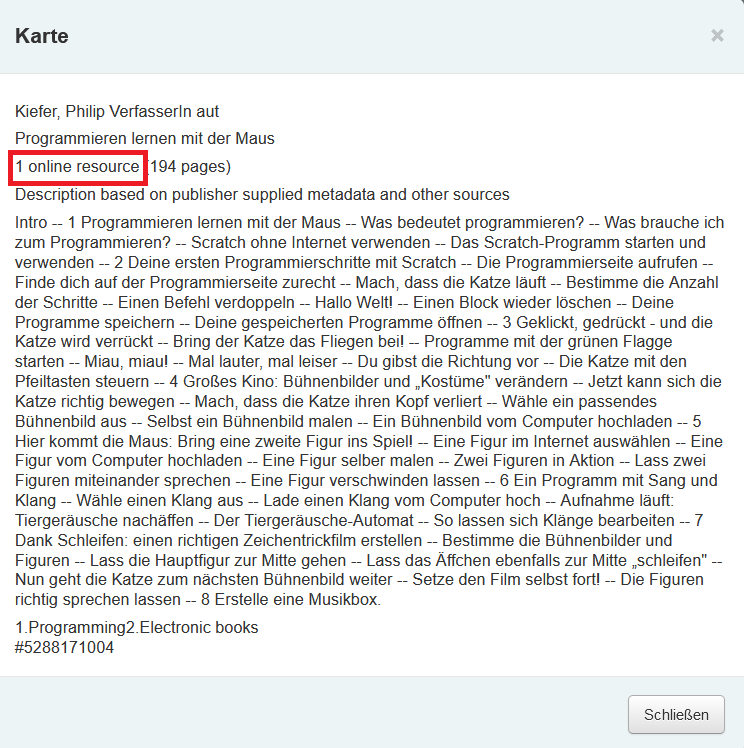 Karte
×
Kiefer, Philip VerfasserIn aut
Programmieren lernen mit der Maus
1 online resource (194 pages)
Description based on publisher supplied metadata and other sources
Intro -- 1 Programmieren lernen mit der Maus -- Was bedeutet programmieren? -- Was brauche ich
zum Programmieren? -- Scratch ohne Internet verwenden -- Das Scratch-Programm starten und
verwenden -- 2 Deine ersten Programmierschritte mit Scratch -- Die Programmierseite aufrufen --
Finde dich auf der Programmierseite zurecht -- Mach, dass die Katze läuft -- Bestimme die Anzahl
der Schritte -- Einen Befehl verdoppeln -- Hallo Welt! -- Einen Block wieder löschen -- Deine
Programme speichern -- Deine gespeicherten Programme öffnen -- 3 Geklickt, gedrückt - und die
Katze wird verrückt -- Bring der Katze das Fliegen bei! -- Programme mit der grünen Flagge
starten -- Miau, miau! -- Mal lauter, mal leiser -- Du gibst die Richtung vor -- Die Katze mit den
Pfeiltasten steuern -- 4 Großes Kino: Bühnenbilder und „Kostüme" verändern -- Jetzt kann sich die
Katze richtig bewegen -- Mach, dass die Katze ihren Kopf verliert -- Wähle ein passendes
Bühnenbild aus -- Selbst ein Bühnenbild malen -- Ein Bühnenbild vom Computer hochladen -- 5
Hier kommt die Maus: Bring eine zweite Figur ins Spiel! -- Eine Figur im Internet auswählen -- Eine
Figur vom Computer hochladen -- Eine Figur selber malen -- Zwei Figuren in Aktion -- Lass zwei
Figuren miteinander sprechen -- Eine Figur verschwinden lassen -- 6 Ein Programm mit Sang und
Klang -- Wähle einen Klang aus -- Lade einen Klang vom Computer hoch -- Aufnahme läuft:
Tiergeräusche nachäffen -- Der Tiergeräusche-Automat -- So lassen sich Klänge bearbeiten -- 7
Dank Schleifen: einen richtigen Zeichentrickfilm erstellen -- Bestimme die Bühnenbilder und
Figuren -- Lass die Hauptfigur zur Mitte gehen -- Lass das Äffchen ebenfalls zur Mitte „schleifen" --
Nun geht die Katze zum nächsten Bühnenbild weiter -- Setze den Film selbst fort! -- Die Figuren
richtig sprechen lassen -- 8 Erstelle eine Musikbox.
1.Programming2.Electronic books
#5288171004
Schließen